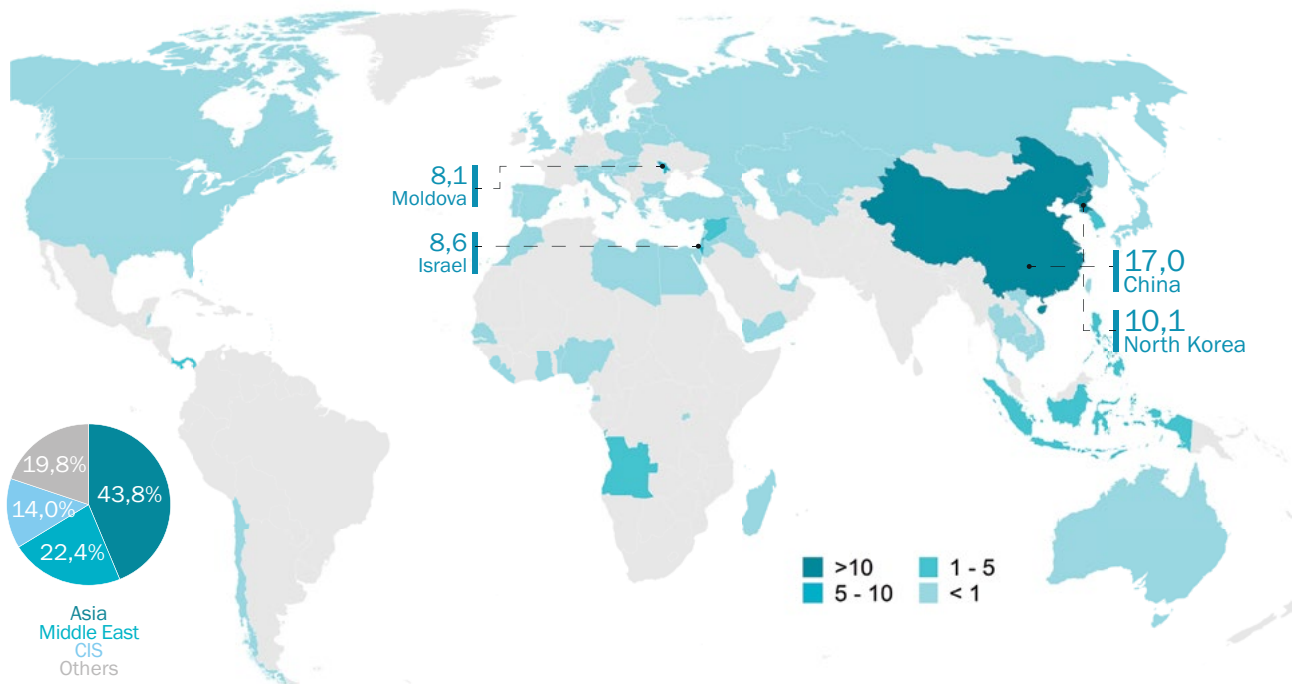 8,1
Moldova
8,6
Israel
17,0
China
10,1
North Korea
19,8%
43,8%
14,0%
22,4%
Asia
Middle East
CIS
Others
>10
1 - 5
5 - 10
< 1